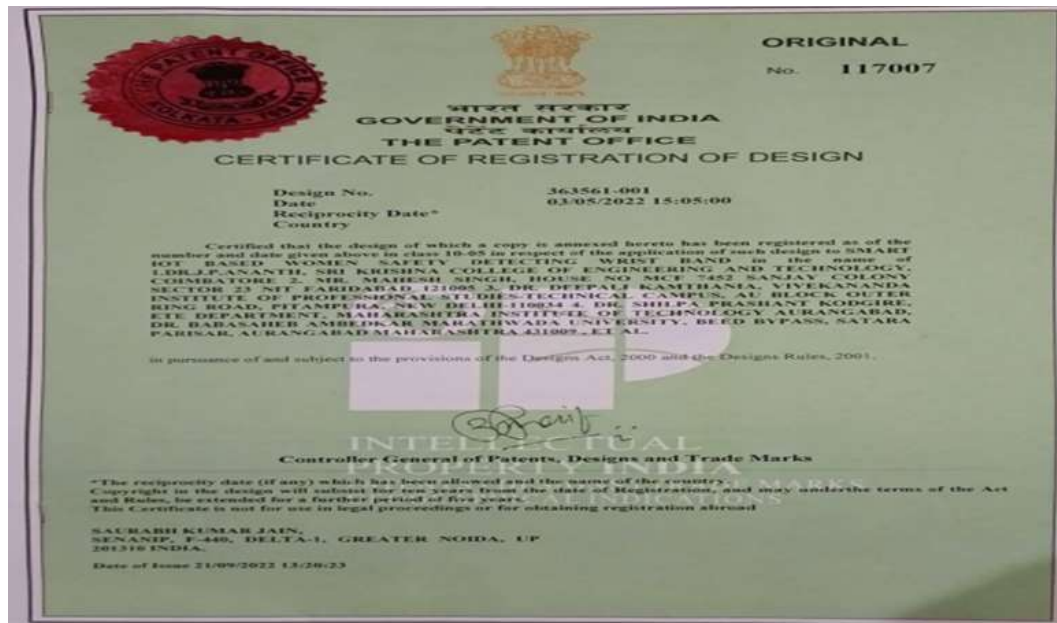 ORIGINAL
No. 117007
THE PATENT OFFICE
KOLKATA - 700 091
भारत सरकार
GOVERNMENT OF INDIA
पेटेंट कार्यालय
THE PATENT OFFICE
CERTIFICATE OF REGISTRATION OF DESIGN
Design No. 363561-001
Date 03/05/2022 15:05:00
Reciprocity Date*
Country
Certified that the design of which a copy is annexed hereto has been registered as of the
number and date given above in class 10-05 in respect of the application of such design to SMART
IOT BASED WOMEN SAFETY DETECTING WRIST BAND in the name of
1.DR.J.P.ANANTH, SRI KRISHNA COLLEGE OF ENGINEERING AND TECHNOLOGY,
COIMBATORE 2. MR. MAHESH SINGH, HOUSE NO MCF 7452 SANJAY COLONY
SECTOR 23 NIT FARIDABAD 121005 3. DR. DEEPALI KAMTHANIA, VIVEKANANDA
INSTITUTE OF PROFESSIONAL STUDIES-TECHNICAL CAMPUS, AU BLOCK OUTER
RING ROAD, PITAMPURA, NEW DELHI-110034 4. DR. SHILPA PRASHANT KODGIRE,
ETE DEPARTMENT, MAHARASHTRA INSTITUTE OF TECHNOLOGY AURANGABAD,
DR. BABASAHEB AMBEDKAR MARATHWADA UNIVERSITY, BEED BYPASS, SATARA
PARISAR, AURANGABAD MAHARASHTRA 431009 , ET AL.
in pursuance of and subject to the provisions of the Designs Act, 2000 and the Designs Rules, 2001.
INTELLECTUAL
PROPERTY INDIA
Controller General of Patents, Designs and Trade Marks
*The reciprocity date (if any) which has been allowed and the name of the country.
Copyright in the design will subsist for ten years from the date of Registration, and may under the terms of the Act
and Rules, be extended for a further period of five years.
This Certificate is not for use in legal proceedings or for obtaining registration abroad
SAURABH KUMAR JAIN,
SENANIP, F-440, DELTA-1, GREATER NOIDA, UP
201310 INDIA.
Date of Issue 21/09/2022 13:20:23